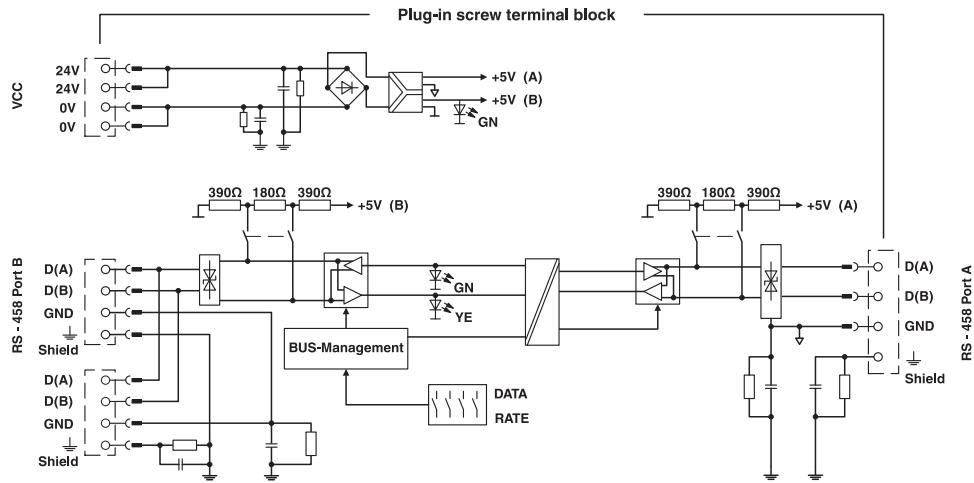 Plug-in screw terminal block
VCC
24V
24V
0V
0V
+5V (A)
+5V (B)
GN
390Ω 180Ω 390Ω
+5V (B)
390Ω 180Ω 390Ω
+5V (A)
RS - 458 Port B
D(A)
D(B)
GND
Shield
D(A)
D(B)
GND
Shield
GN
YE
BUS-Management
DATA
RATE
D(A)
D(B)
GND
Shield
RS - 458 Port A